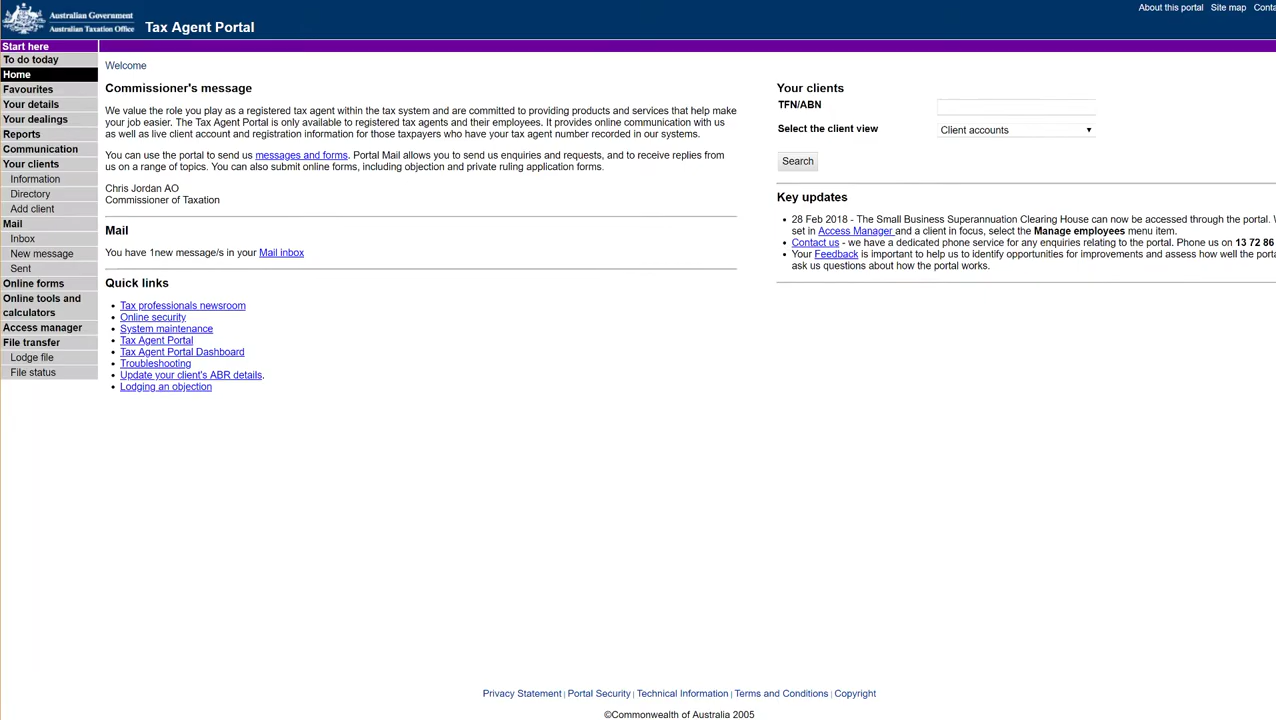 Australian Government
Australian Taxation Office
Tax Agent Portal
About this portal Site map
Start here
To do today
Home
Favourites
Your details
Your dealings
Reports
Communication
Your clients
Information
Directory
Add client
Mail
Inbox
New message
Sent
Online forms
Online tools and
calculators
Access manager
File transfer
Lodge file
File status
Welcome
Commissioner's message
We value the role you play as a registered tax agent within the tax system and are committed to providing products and services that help make
your job easier. The Tax Agent Portal is only available to registered tax agents and their employees. It provides online communication with us
as well as live client account and registration information for those taxpayers who have your tax agent number recorded in our systems.
You can use the portal to send us messages and forms. Portal Mail allows you to send us enquiries and requests, and to receive replies from
us on a range of topics. You can also submit online forms, including objection and private ruling application forms.
Chris Jordan AO
Commissioner of Taxation
Mail
You have 1new message/s in your Mail inbox
Quick links
• Tax professionals newsroom
• Online security
• System maintenance
• Tax Agent Portal
• Tax Agent Portal Dashboard
• Troubleshooting
• Update your client's ABR details.
• Lodging an objection
Your clients
TFN/ABN
Select the client view Client accounts
Search
Key updates
• 28 Feb 2018 - The Small Business Superannuation Clearing House can now be accessed through the portal.
set in Access Manager and a client in focus, select the Manage employees menu item.
• Contact us - we have a dedicated phone service for any enquiries relating to the portal. Phone us on 13 72 86
• Your Feedback is important to help us to identify opportunities for improvements and assess how well the
ask us questions about how the portal works.
Privacy Statement | Portal Security | Technical Information | Terms and Conditions | Copyright
©Commonwealth of Australia 2005